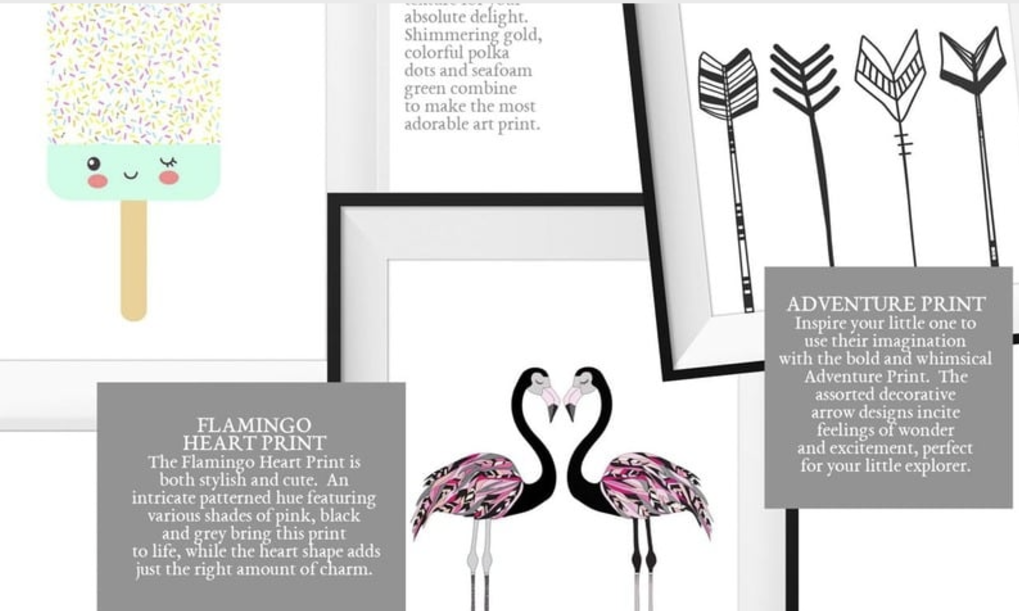 texture for your
absolute delight.
Shimmering gold,
colorful polka
dots and seafoam
green combine
to make the most
adorable art print.
ADVENTURE PRINT
Inspire your little one to
use their imagination
with the bold and whimsical
Adventure Print. The
assorted decorative
arrow designs incite
feelings of wonder
and excitement, perfect
for your little explorer.
FLAMINGO
HEART PRINT
The Flamingo Heart Print is
both stylish and cute. An
intricate patterned hue featuring
various shades of pink, black
and grey bring this print
to life, while the heart shape adds
just the right amount of charm.